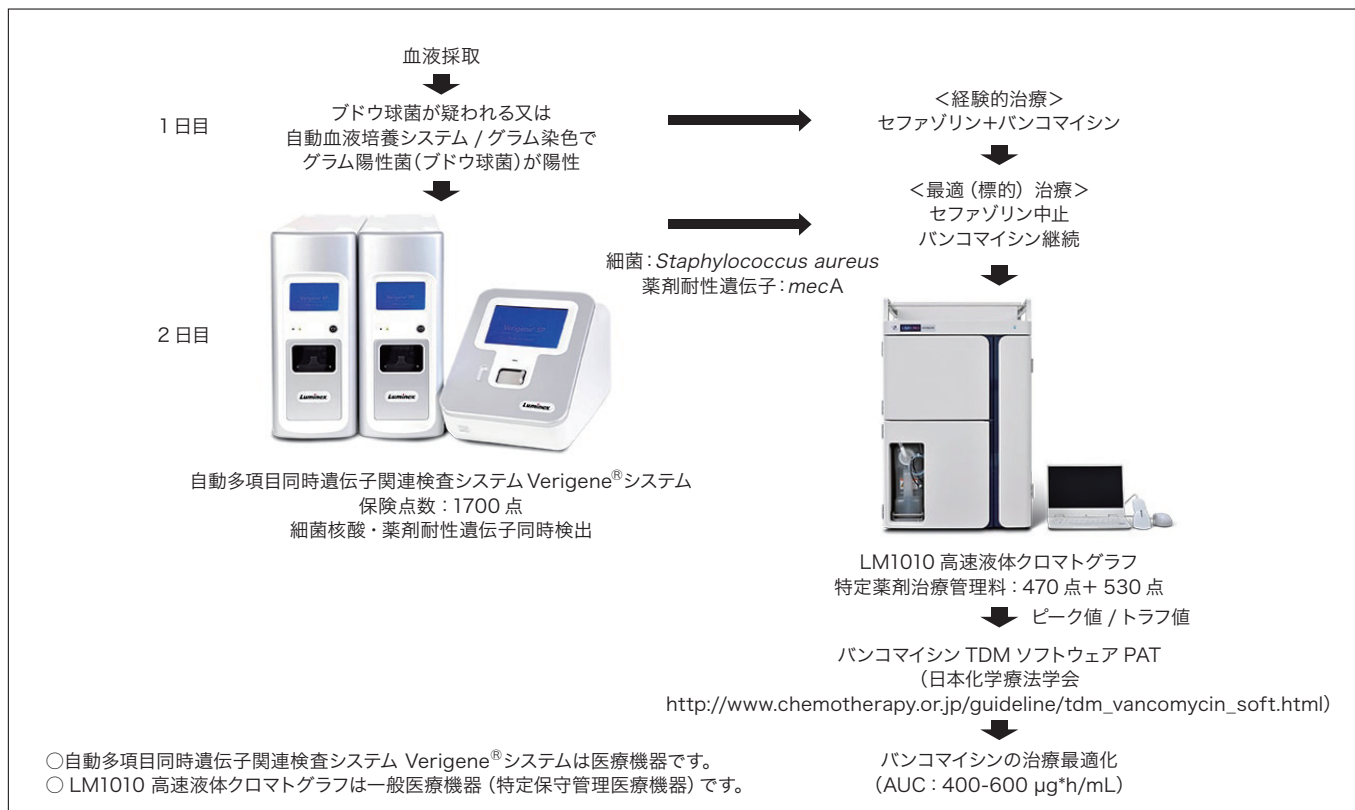 血液採取
1日目
ブドウ球菌が疑われる又は
自動血液培養システム / グラム染色で
グラム陽性菌(ブドウ球菌)が陽性
<経験的治療>
セファゾリン+バンコマイシン
<最適(標的)治療>
セファゾリン中止
バンコマイシン継続
細菌:Staphylococcus aureus
薬剤耐性遺伝子:mecA
2日目
Verigene SP
Luminex
Luminex
Luminex
自動多項目同時遺伝子関連検査システム Verigene®システム
保険点数:1700 点
細菌核酸・薬剤耐性遺伝子同時検出
LM1010 高速液体クロマトグラフ
特定薬剤治療管理料:470 点+ 530 点
ピーク値 / トラフ値
バンコマイシン TDM ソフトウェア PAT
(日本化学療法学会
http://www.chemotherapy.or.jp/guideline/tdm_vancomycin_soft.html)
バンコマイシンの治療最適化
(AUC:400-600 µg*h/mL)
○自動多項目同時遺伝子関連検査システム Verigene®システムは医療機器です。
○ LM1010 高速液体クロマトグラフは一般医療機器(特定保守管理医療機器)です。